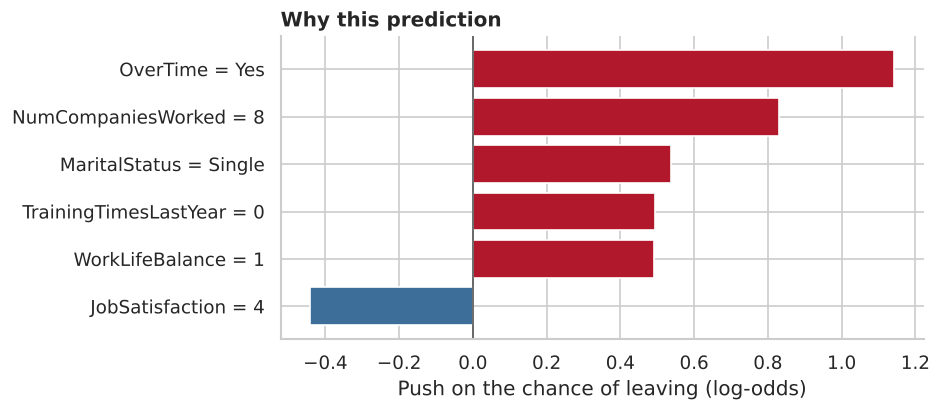 Why this prediction
OverTime = Yes
NumCompaniesWorked = 8
MaritalStatus = Single
TrainingTimesLastYear = 0
WorkLifeBalance = 1
JobSatisfaction = 4
−0.4 −0.2 0.0 0.2 0.4 0.6 0.8 1.0 1.2
Push on the chance of leaving (log-odds)